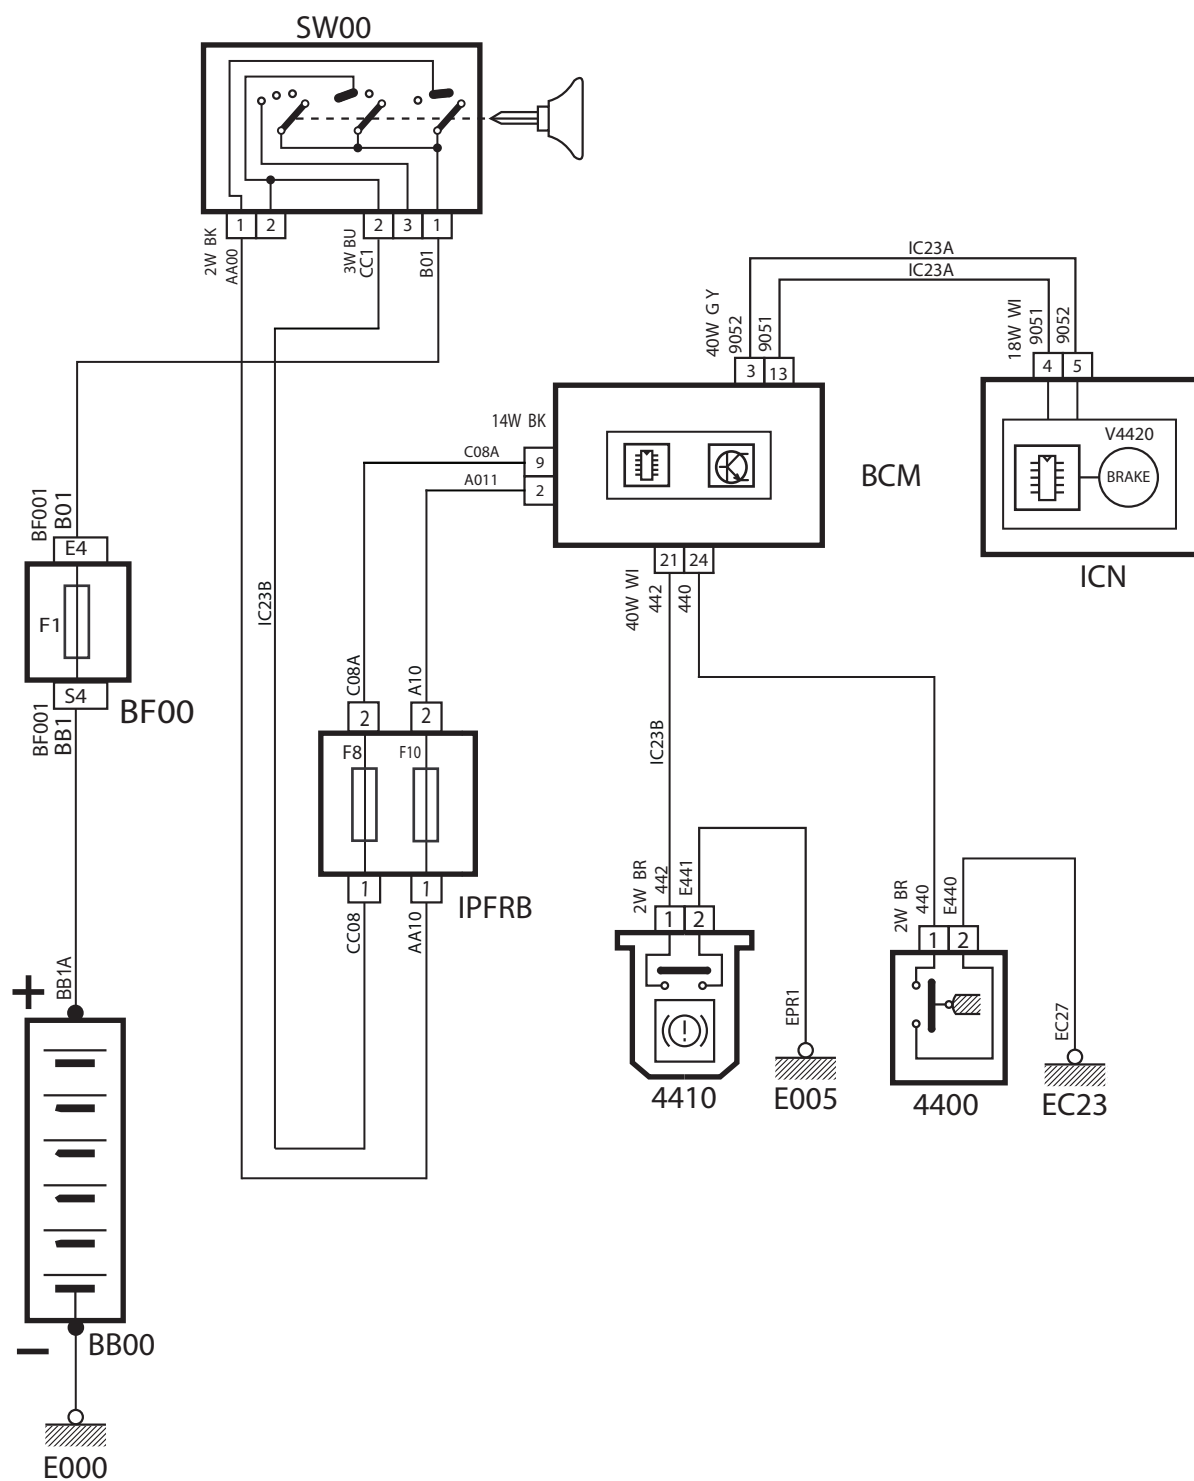 SW00
1 2 2 3 1
2W BK
AA00
3W BU
CC1
B01
IC23A
IC23A
40W G Y
9052
9051
18W WI
9051
9052
3 13
4 5
14W BK
C08A
9
A011
2
BCM
V4420
BRAKE
ICN
21 24
40W WI
442
440
BF001
B01
E4
F1
S4
BF00
BF001
BB1
IC23B
C08A
A10
2 2
F8 F10
1 1
IPFRB
CC08
AA10
IC23B
2W BR
442
E441
1 2
2W BR
440
E440
1 2
BB1A
+
EPR1
EC27
4410
E005
4400
EC23
BB00
–
E000